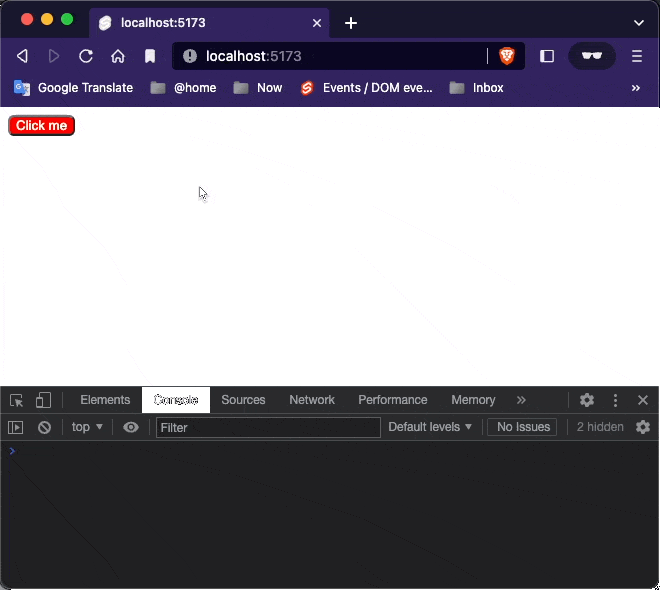 localhost:5173
localhost:5173
Google Translate @home Now Events / DOM eve... Inbox »
Click me
Elements Console Sources Network Performance Memory »
top Filter Default levels No Issues 2 hidden